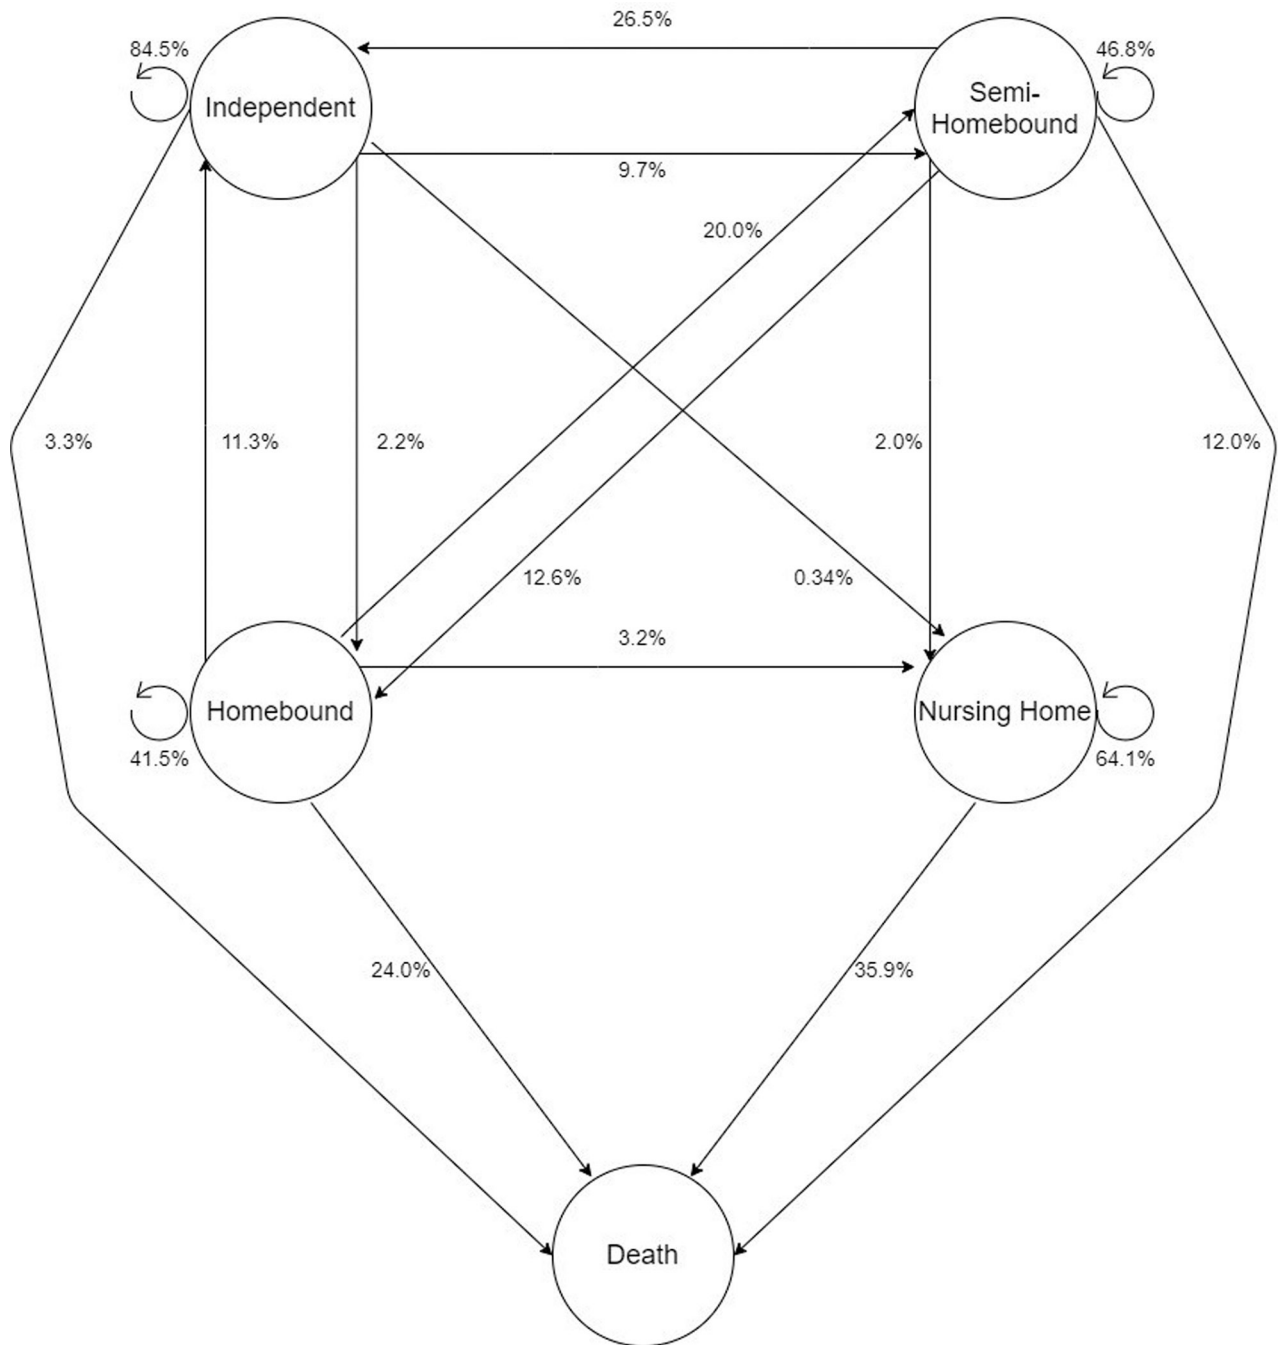 26.5%
84.5%
46.8%
Independent
Semi-
Homebound
9.7%
20.0%
3.3%
11.3%
2.2%
2.0%
12.0%
12.6%
0.34%
3.2%
Homebound
Nursing Home
41.5%
64.1%
24.0%
35.9%
Death